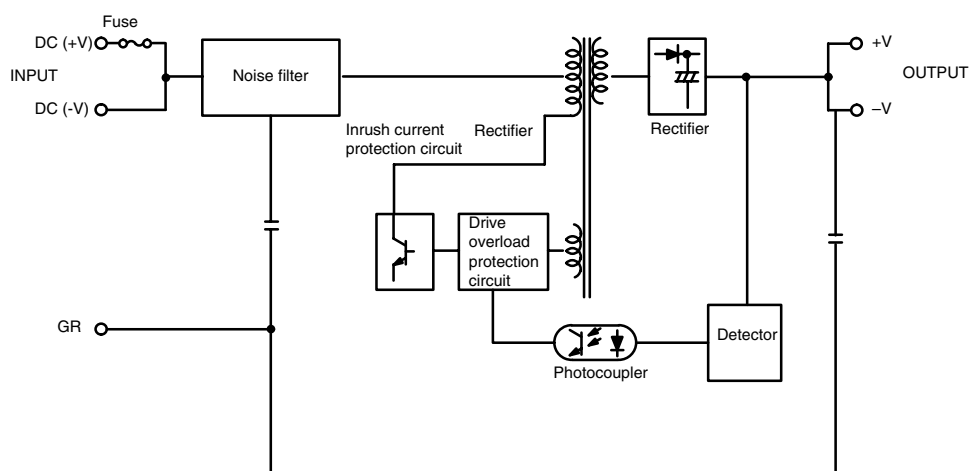 Fuse
DC (+V)
INPUT
DC (-V)
Noise filter
Rectifier
+V
OUTPUT
–V
Inrush current
protection circuit
Rectifier
Drive
overload
protection
circuit
GR
Photocoupler
Detector